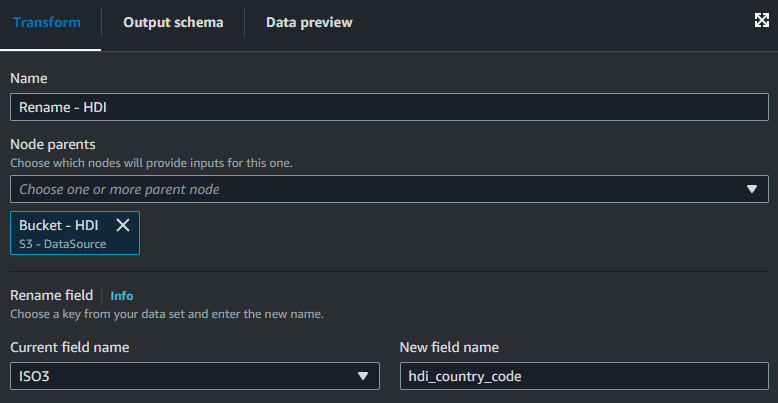 Transform Output schema Data preview
Name
Rename - HDI
Node parents
Choose which nodes will provide inputs for this one.
Choose one or more parent node
Bucket - HDI
S3 - DataSource
Rename field Info
Choose a key from your data set and enter the new name.
Current field name New field name
ISO3 hdi_country_code